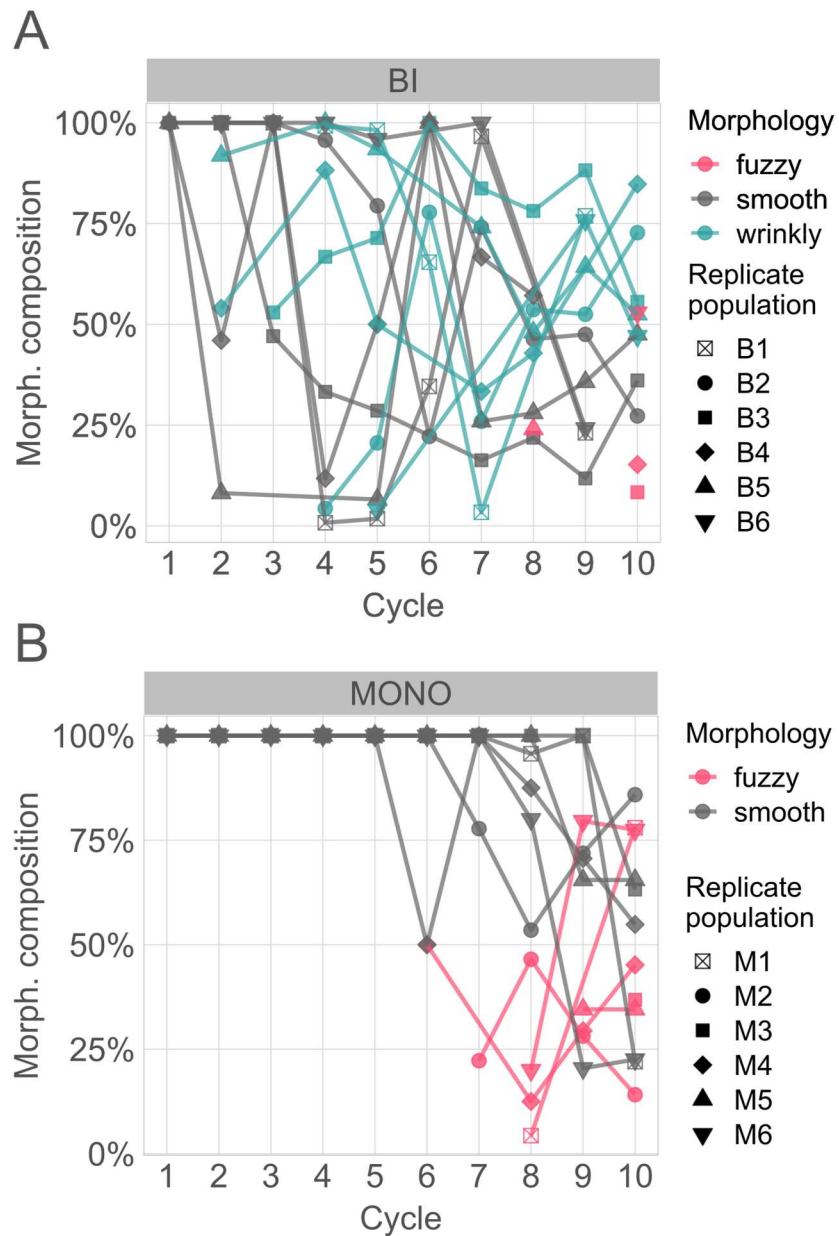 A
BI
100%
75%
50%
25%
0%
Morph. composition
1 2 3 4 5 6 7 8 9 10
Cycle
Morphology
fuzzy
smooth
wrinkly
Replicate
population
B1
B2
B3
B4
B5
B6
B
MONO
100%
75%
50%
25%
0%
Morph. composition
1 2 3 4 5 6 7 8 9 10
Cycle
Morphology
fuzzy
smooth
Replicate
population
M1
M2
M3
M4
M5
M6